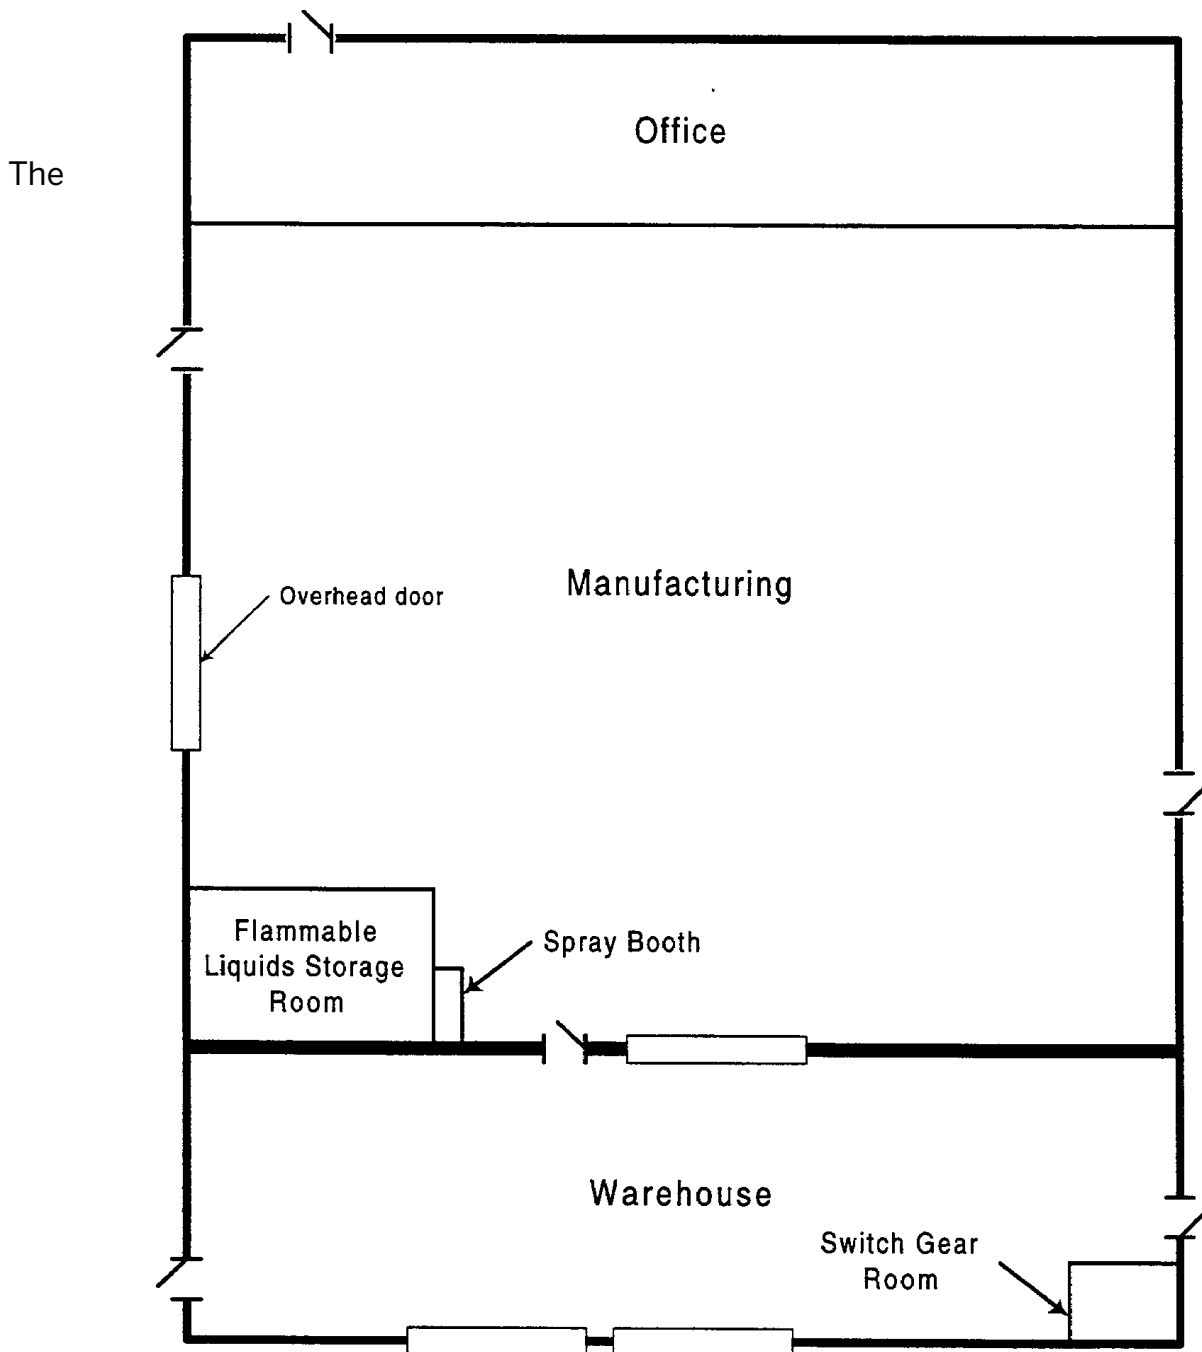 Office
The
Overhead door
Manufacturing
Flammable
Liquids Storage
Room
Spray Booth
Warehouse
Switch Gear
Room